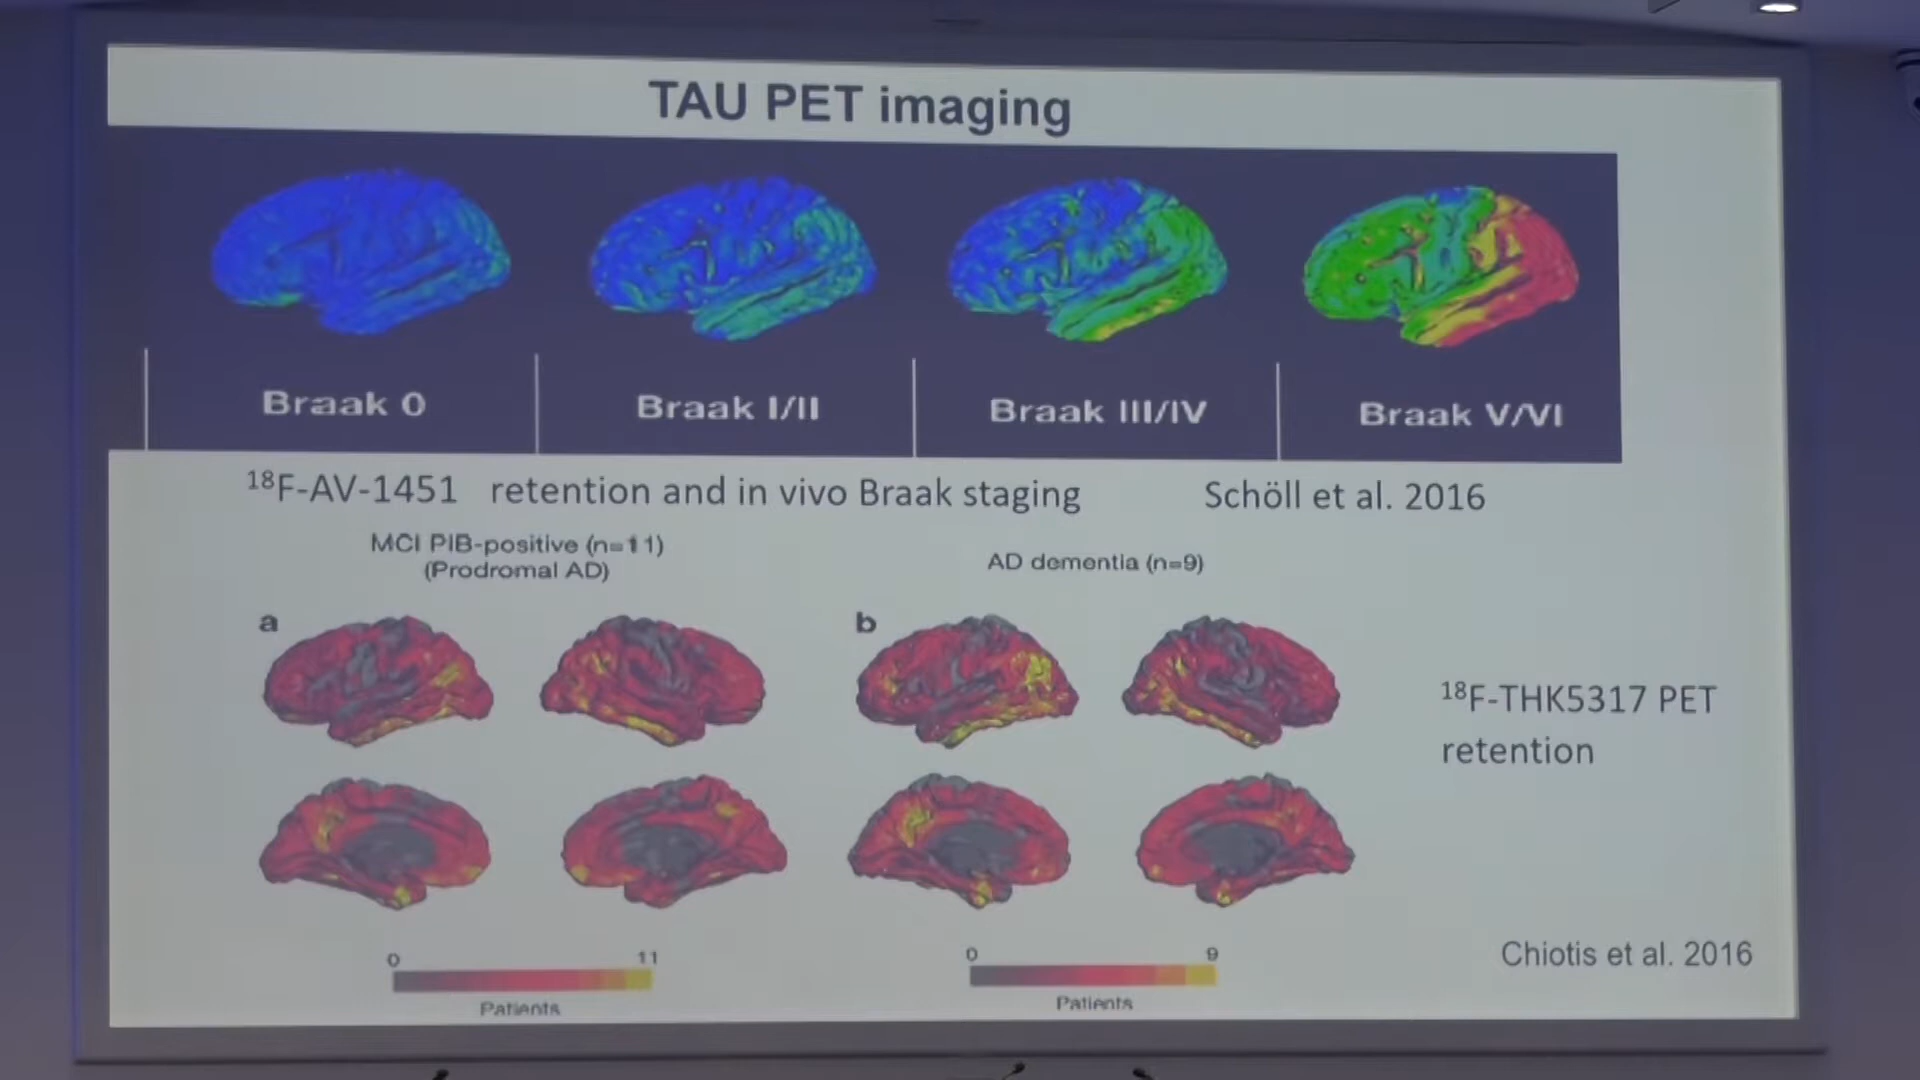 TAU PET imaging
Braak 0
Braak I/II
Braak III/IV
Braak V/VI
¹⁸F-AV-1451 retention and in vivo Braak staging
Schöll et al. 2016
MCI PIB-positive (n=11)
(Prodromal AD)
AD dementia (n=9)
a
b
¹⁸F-THK5317 PET
retention
0
11
Patients
0
9
Patients
Chiotis et al. 2016